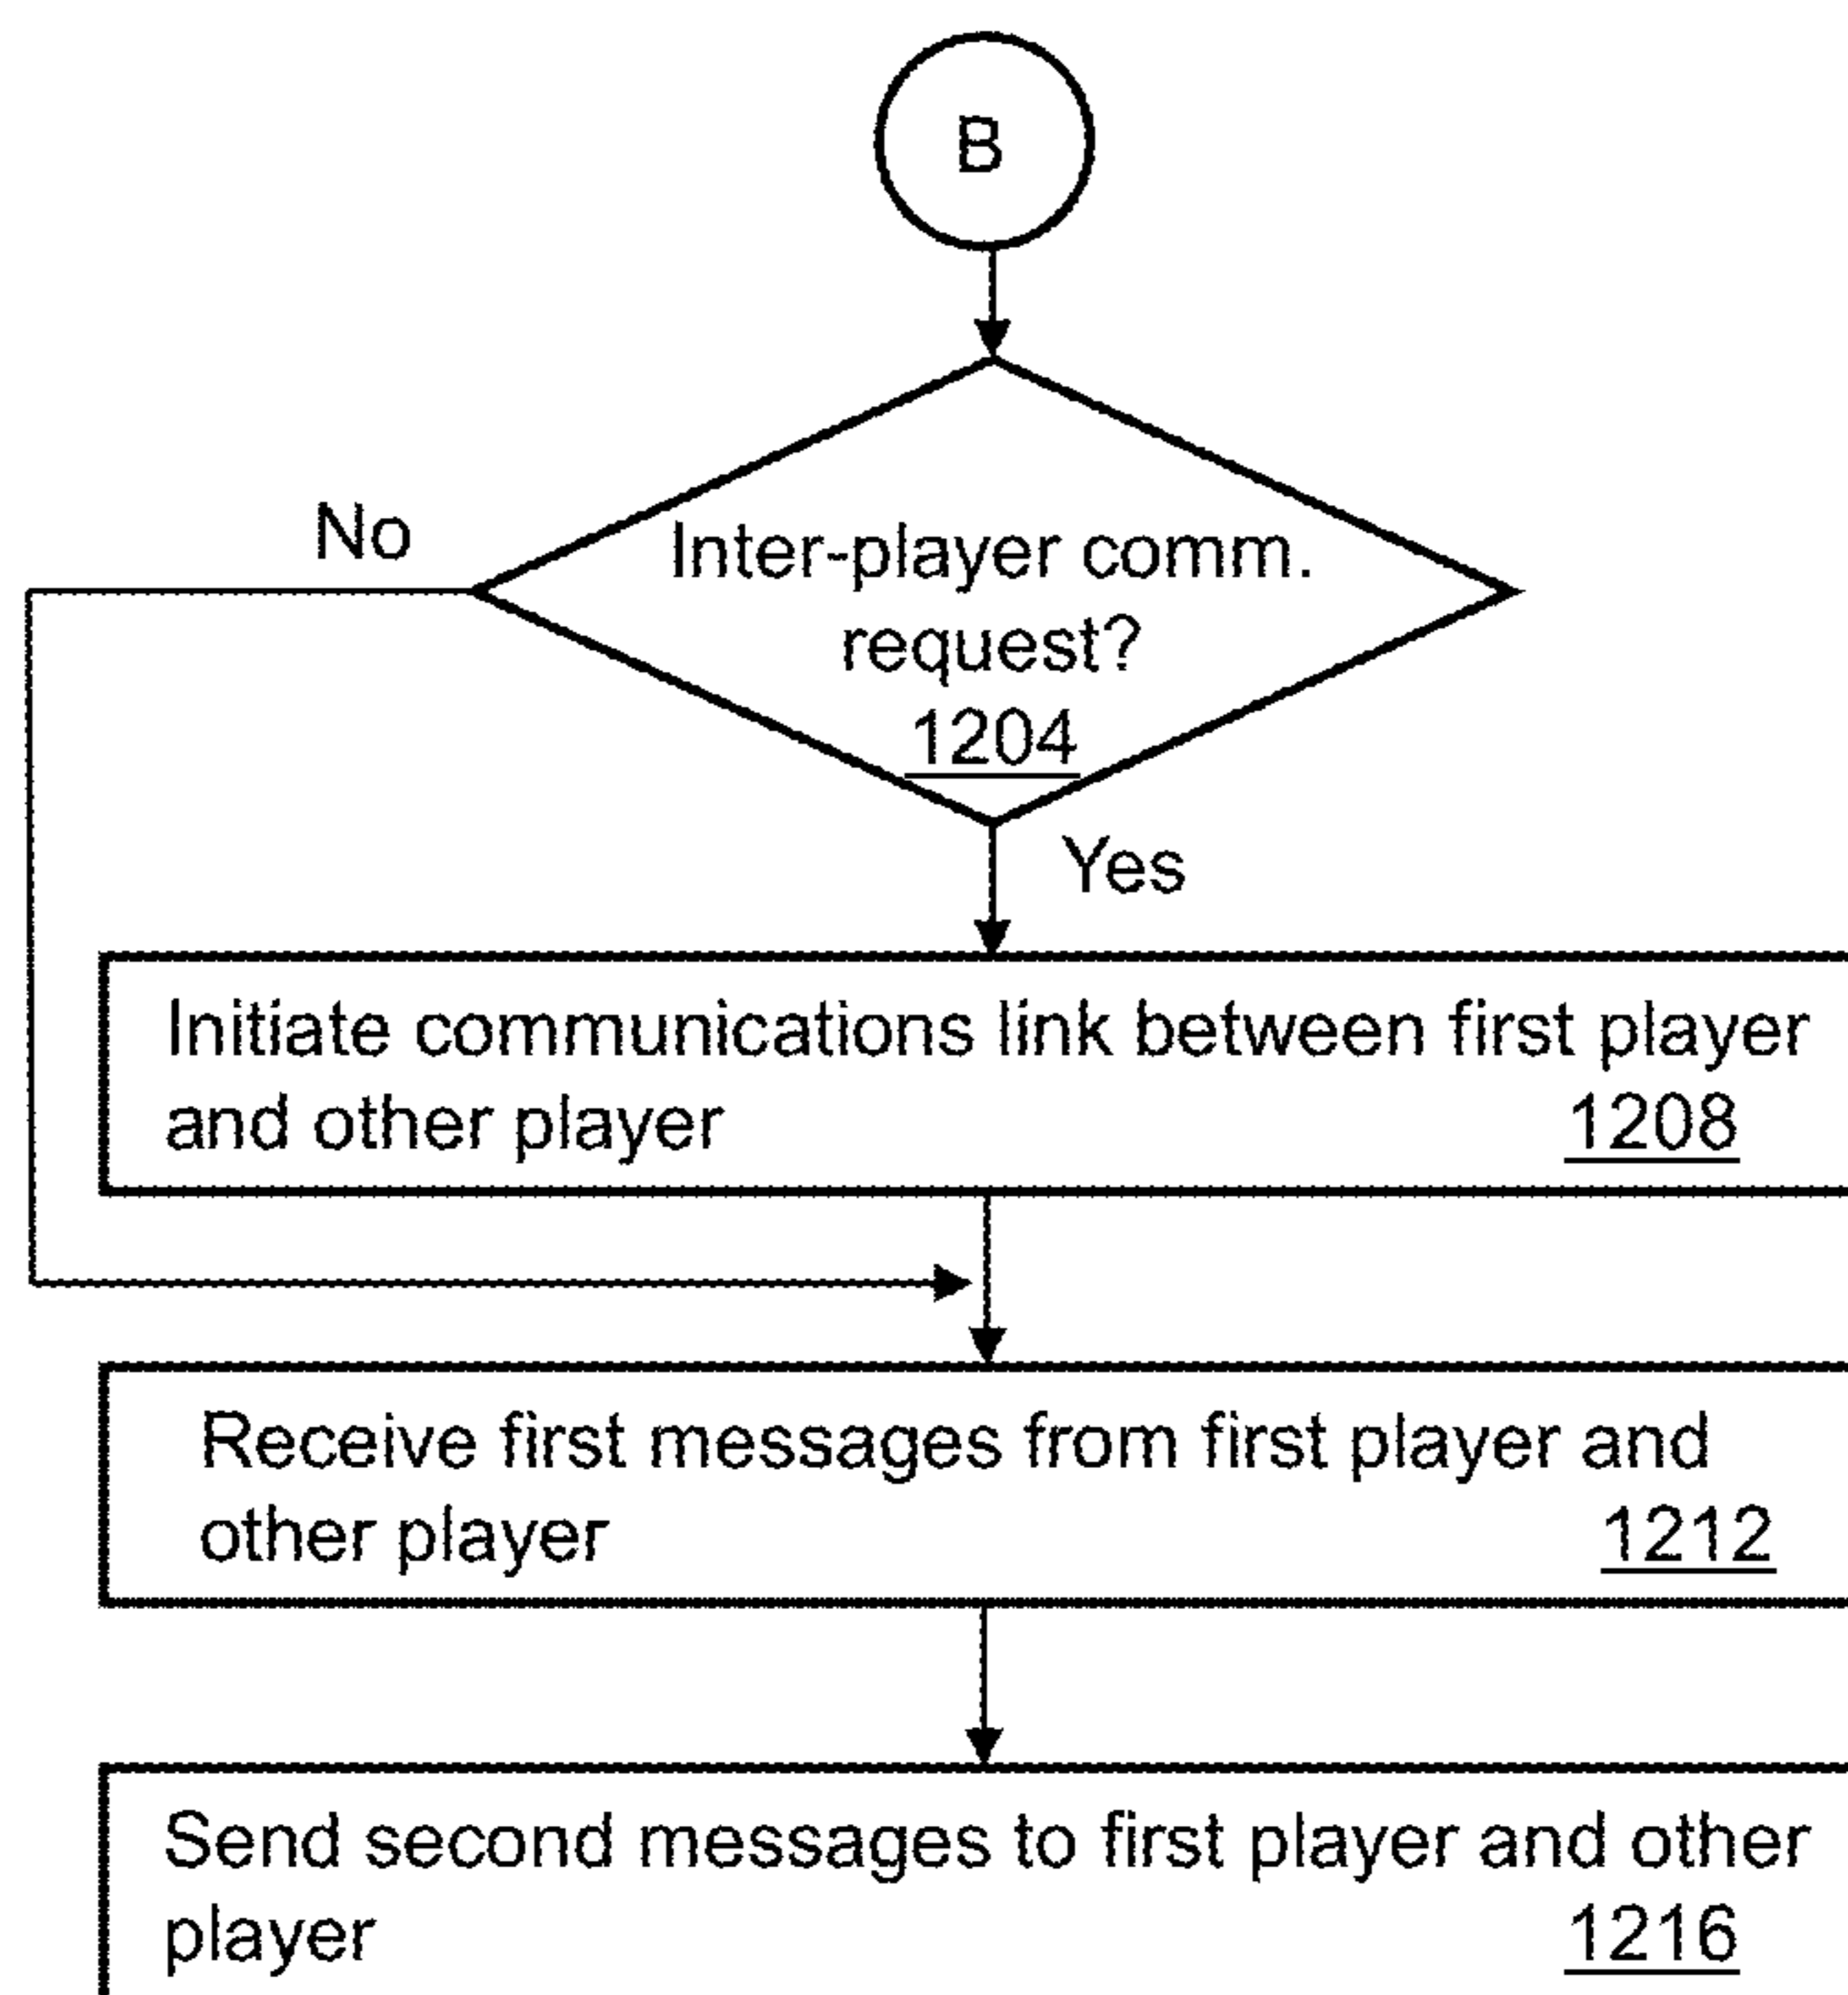 B
No
Inter-player comm.
request?
1204
Yes
Initiate communications link between first player
and other player 1208
Receive first messages from first player and
other player 1212
Send second messages to first player and other
player 1216